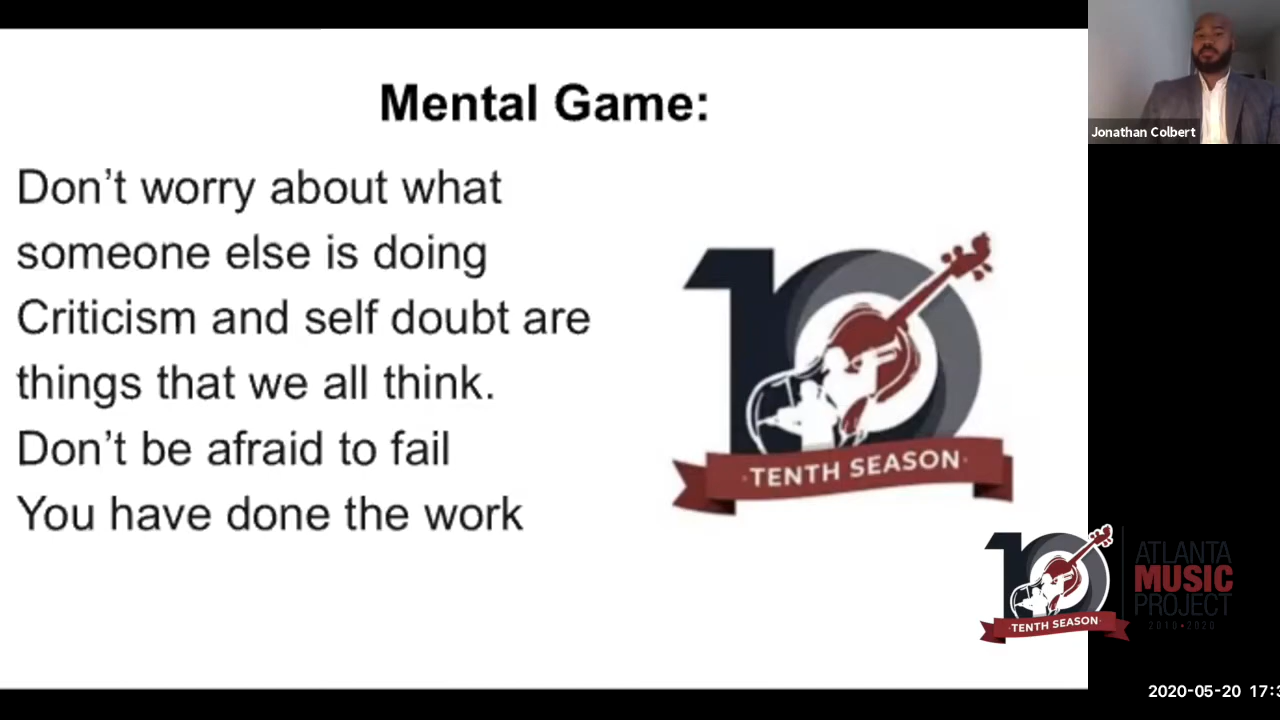 Mental Game:
Don’t worry about what
someone else is doing
Criticism and self doubt are
things that we all think.
Don’t be afraid to fail
You have done the work
10
·TENTH SEASON·
Jonathan Colbert
10
·TENTH SEASON·
ATLANTA
MUSIC
PROJECT
2010•2020
2020-05-20 17:3